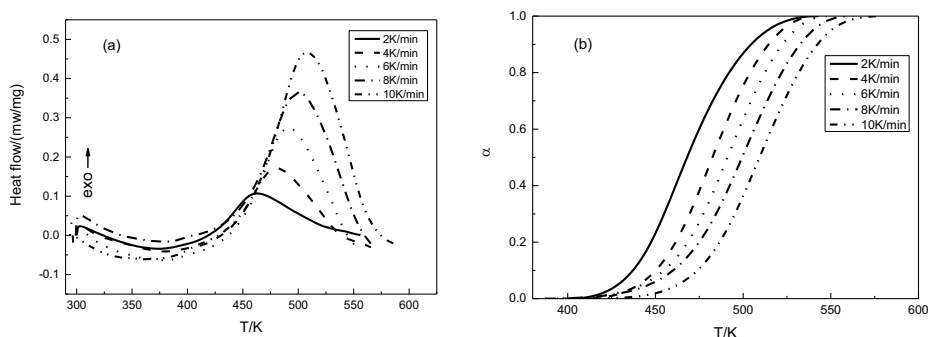 (a)
2K/min
4K/min
6K/min
8K/min
10K/min
Heat flow/(mw/mg)
0.5
0.4
0.3
0.2
0.1
0.0
-0.1
exo
300
350
400
450
500
550
600
T/K
(b)
2K/min
4K/min
6K/min
8K/min
10K/min
α
1.0
0.8
0.6
0.4
0.2
0.0
400
450
500
550
600
T/K